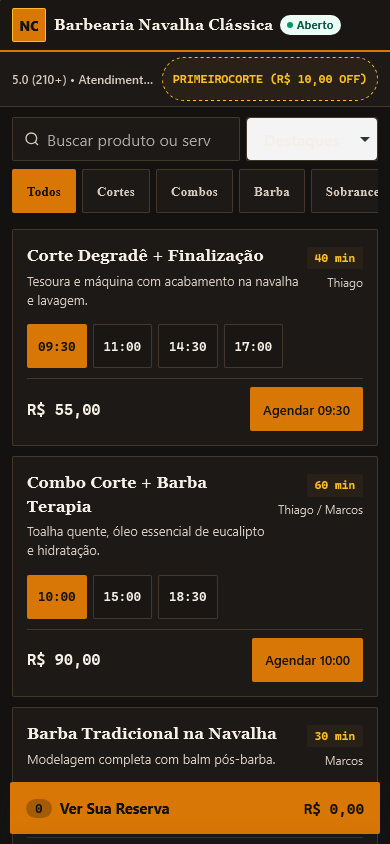 NC Barbearia Navalha Clássica Aberto
5.0 (210+) • Atendiment... PRIMEIROCORTE (R$ 10,00 OFF)
Buscar produto ou serv
Todos Cortes Combos Barba Sobrance
Corte Degradê + Finalização 40 min
Tesoura e máquina com acabamento na navalha Thiago
e lavagem.
09:30 11:00 14:30 17:00
R$ 55,00 Agendar 09:30
Combo Corte + Barba 60 min
Terapia Thiago / Marcos
Toalha quente, óleo essencial de eucalipto
e hidratação.
10:00 15:00 18:30
R$ 90,00 Agendar 10:00
Barba Tradicional na Navalha 30 min
Modelagem completa com balm pós-barba. Marcos
0 Ver Sua Reserva R$ 0,00